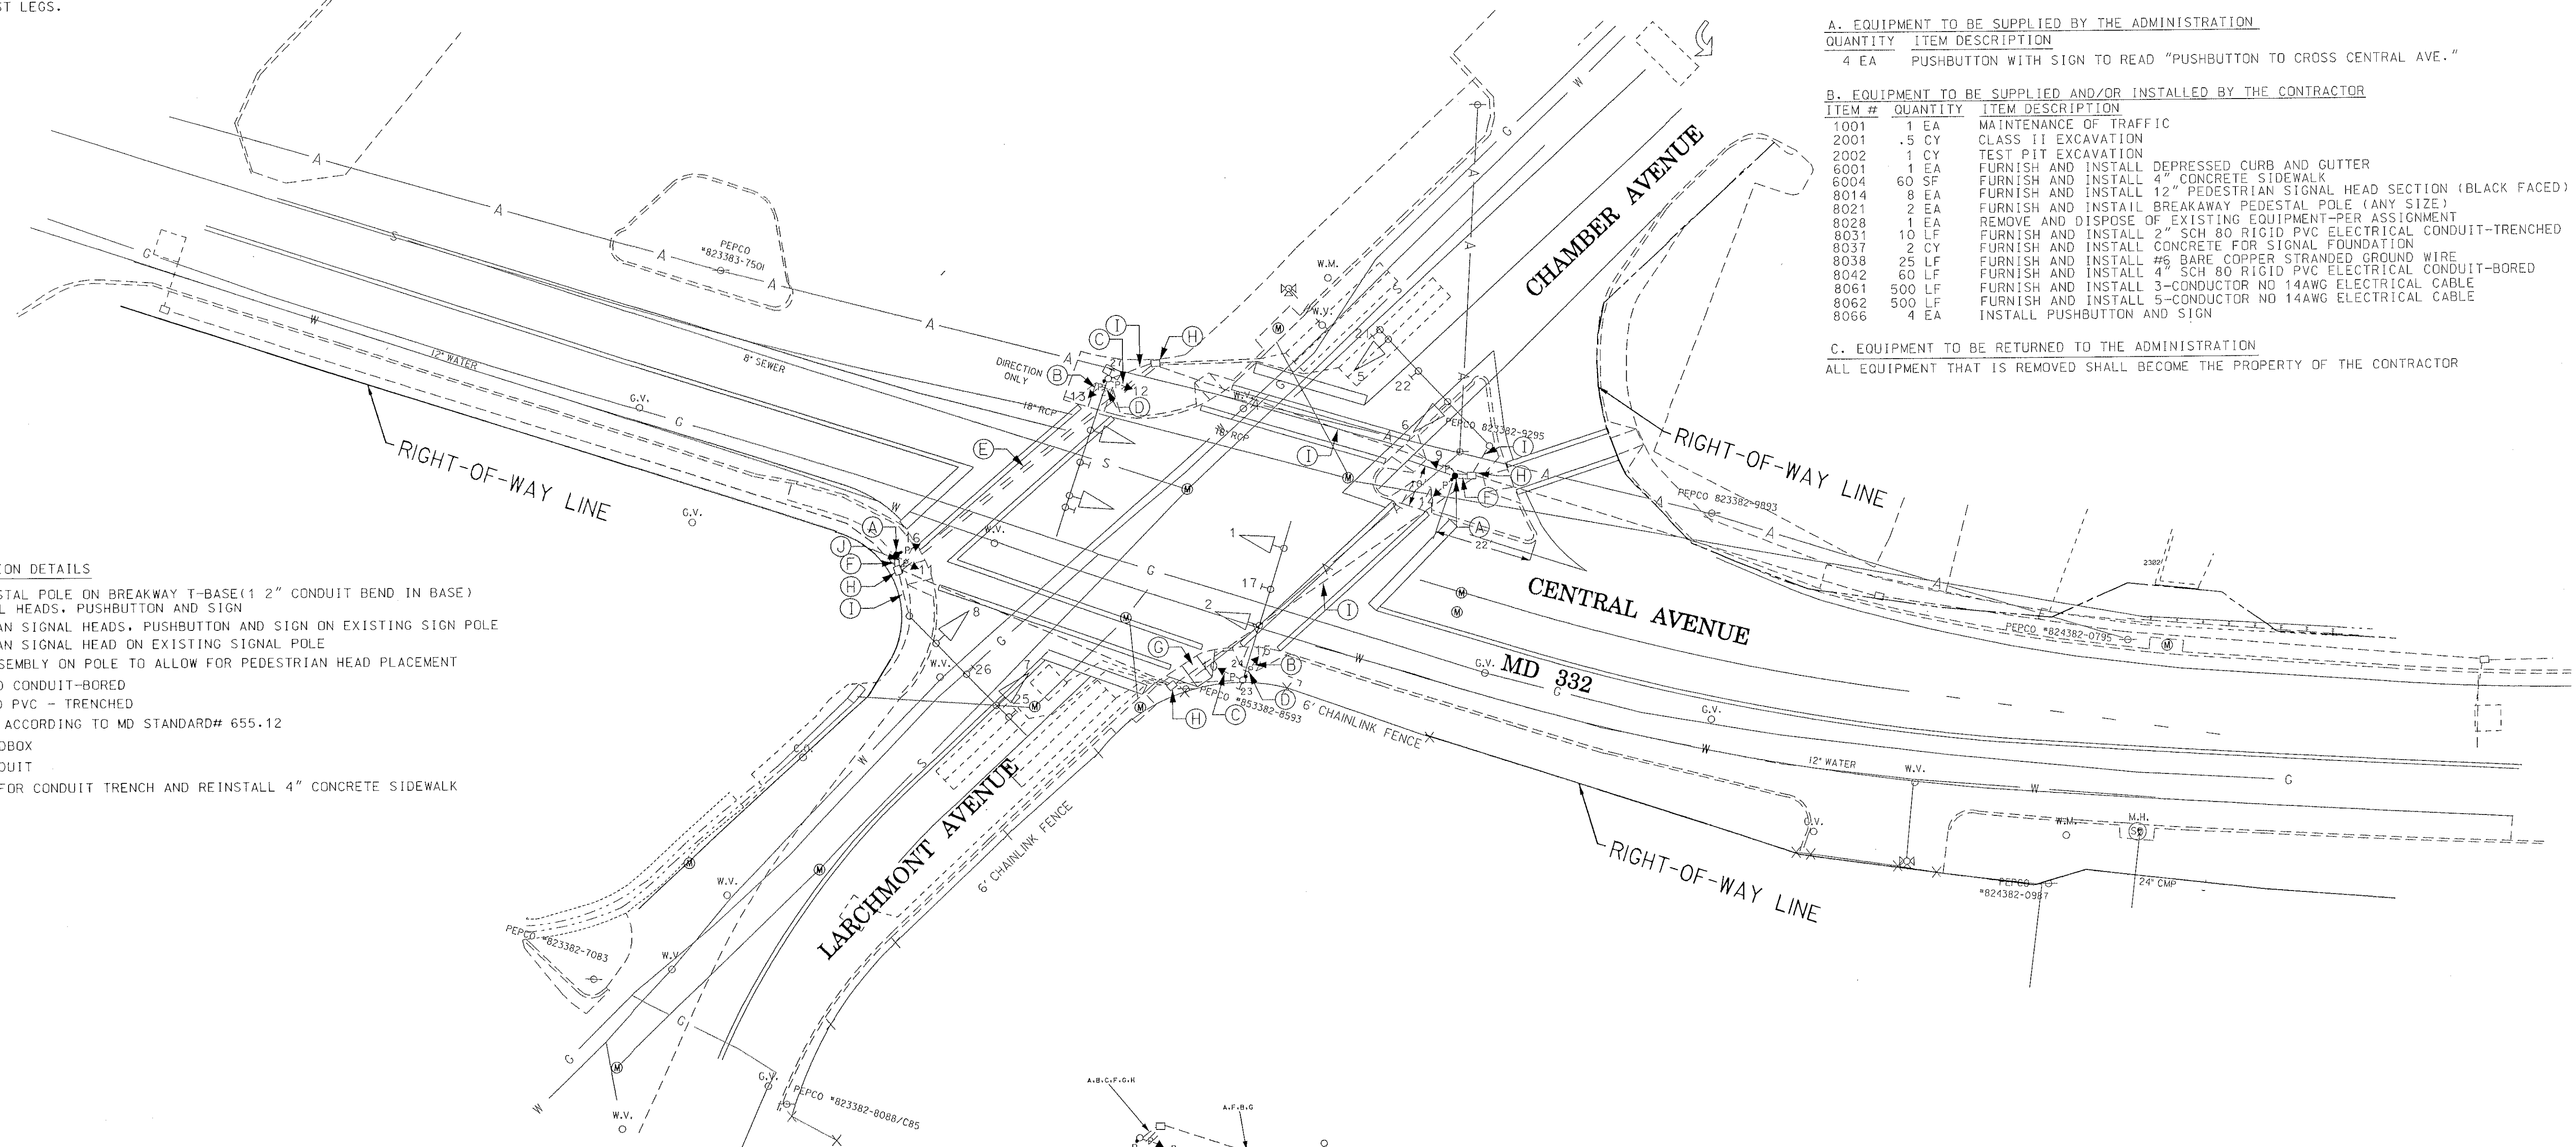 ST LEGS.
A. EQUIPMENT TO BE SUPPLIED BY THE ADMINISTRATION
QUANTITY ITEM DESCRIPTION
4 EA PUSHBUTTON WITH SIGN TO READ "PUSHBUTTON TO CROSS CENTRAL AVE."
B. EQUIPMENT TO BE SUPPLIED AND/OR INSTALLED BY THE CONTRACTOR
ITEM # QUANTITY ITEM DESCRIPTION
1001 1 EA MAINTENANCE OF TRAFFIC
2001 .5 CY CLASS II EXCAVATION
2002 1 CY TEST PIT EXCAVATION
6001 1 EA FURNISH AND INSTALL DEPRESSED CURB AND GUTTER
6004 60 SF FURNISH AND INSTALL 4" CONCRETE SIDEWALK
8014 8 EA FURNISH AND INSTALL 12" PEDESTRIAN SIGNAL HEAD SECTION (BLACK FACED)
8021 2 EA FURNISH AND INSTAIL BREAKAWAY PEDESTAL POLE (ANY SIZE)
8028 1 EA REMOVE AND DISPOSE OF EXISTING EQUIPMENT-PER ASSIGNMENT
8031 10 LF FURNISH AND INSTALL 2" SCH 80 RIGID PVC ELECTRICAL CONDUIT-TRENCHED
8037 2 CY FURNISH AND INSTALL CONCRETE FOR SIGNAL FOUNDATION
8038 25 LF FURNISH AND INSTALL #6 BARE COPPER STRANDED GROUND WIRE
8042 60 LF FURNISH AND INSTALL 4" SCH 80 RIGID PVC ELECTRICAL CONDUIT-BORED
8061 500 LF FURNISH AND INSTALL 3-CONDUCTOR NO 14AWG ELECTRICAL CABLE
8062 500 LF FURNISH AND INSTALL 5-CONDUCTOR NO 14AWG ELECTRICAL CABLE
8066 4 EA INSTALL PUSHBUTTON AND SIGN
C. EQUIPMENT TO BE RETURNED TO THE ADMINISTRATION
ALL EQUIPMENT THAT IS REMOVED SHALL BECOME THE PROPERTY OF THE CONTRACTOR
CHAMBER AVENUE
PEPCO
#823383-7501
W.M.
W.V.
DIRECTION
ONLY
12" WATER
8" SEWER
G.V.
18" RCP
18" RCP
PEPCO 823382-9295
RIGHT-OF-WAY LINE
RIGHT-OF-WAY LINE
PEPCO 823382-9893
G.V.
W.V.
CENTRAL AVENUE
MD 332
2302
PEPCO #824382-0795
ION DETAILS
STAL POLE ON BREAKWAY T-BASE(1 2" CONDUIT BEND IN BASE)
L HEADS, PUSHBUTTON AND SIGN
AN SIGNAL HEADS, PUSHBUTTON AND SIGN ON EXISTING SIGN POLE
AN SIGNAL HEAD ON EXISTING SIGNAL POLE
SEMBLY ON POLE TO ALLOW FOR PEDESTRIAN HEAD PLACEMENT
D CONDUIT-BORED
D PVC - TRENCHED
ACCORDING TO MD STANDARD# 655.12
DBOX
DUIT
FOR CONDUIT TRENCH AND REINSTALL 4" CONCRETE SIDEWALK
W.V.
PEPCO #853382-8593
6' CHAINLINK FENCE
G.V.
G.V.
12" WATER
W.V.
RIGHT-OF-WAY LINE
G.V.
W.M.
M.H.
PEPCO
#824382-0987
24" CMP
LARCHMONT AVENUE
6' CHAINLINK FENCE
G.V.
W.V.
PEPCO #823382-7083
W.V.
G.V.
PEPCO #823382-8088/C85
W.V.
A.B.C.F.G.H
A.F.B.G